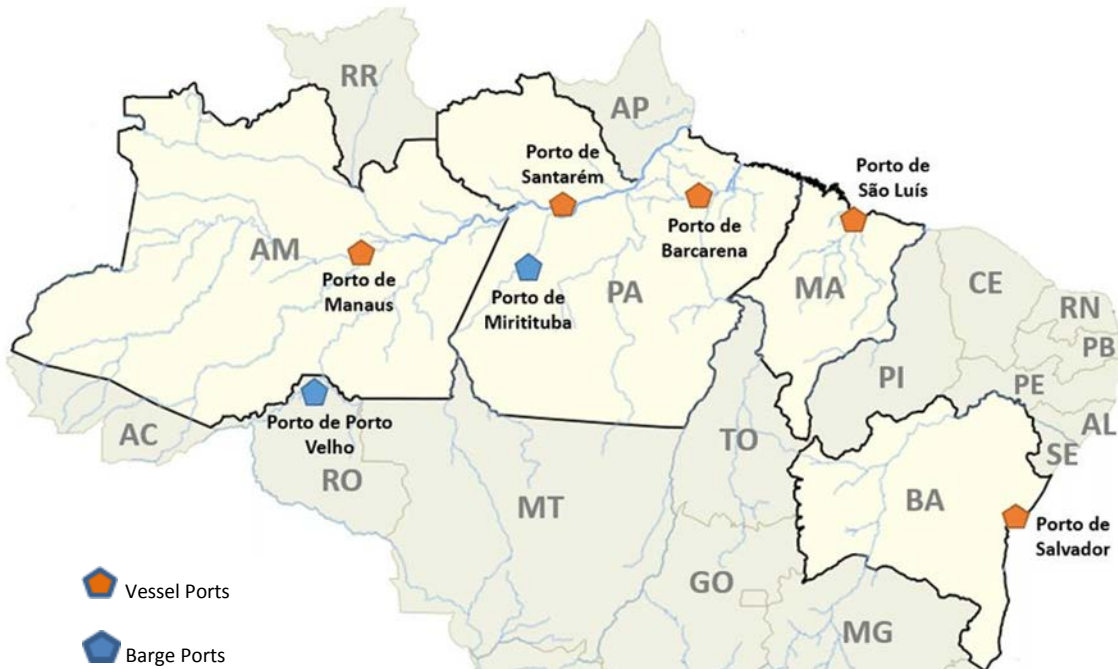 RR
AP
Porto de
Santarém
Porto de
São Luís
Porto de
Barcarena
AM
Porto de
Manaus
Porto de
Miritituba
PA
MA
CE
RN
PB
PI
PE
AL
SE
Porto de Porto
Velho
AC
RO
MT
TO
BA
Porto de
Salvador
GO
MG
Vessel Ports
Barge Ports